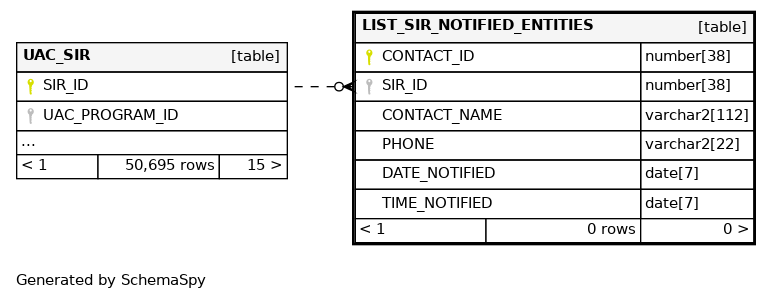 UAC_SIR [table]
SIR_ID
UAC_PROGRAM_ID
...
< 1 50,695 rows 15 >
LIST_SIR_NOTIFIED_ENTITIES [table]
CONTACT_ID number[38]
SIR_ID number[38]
CONTACT_NAME varchar2[112]
PHONE varchar2[22]
DATE_NOTIFIED date[7]
TIME_NOTIFIED date[7]
< 1 0 rows 0 >
Generated by SchemaSpy